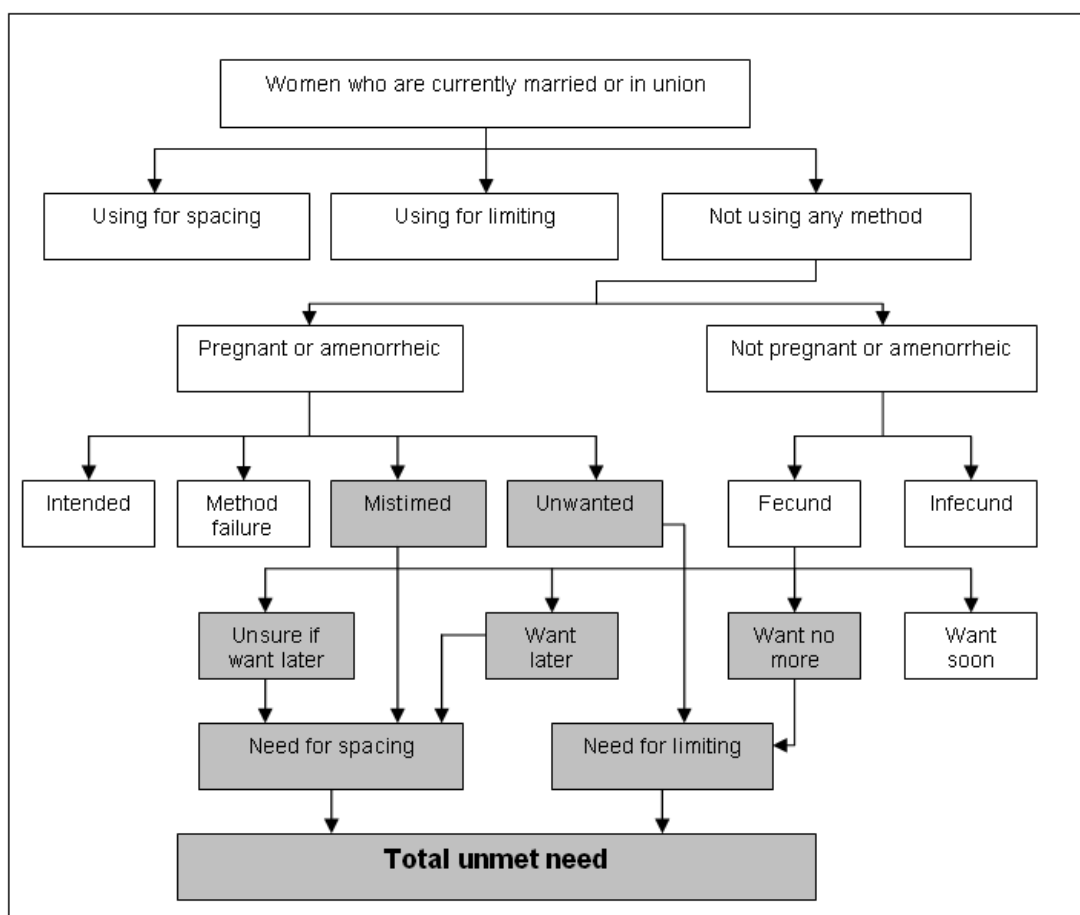 Women who are currently married or in union
Using for spacing
Using for limiting
Not using any method
Pregnant or amenorrheic
Not pregnant or amenorrheic
Intended
Method
failure
Mistimed
Unwanted
Fecund
Infecund
Unsure if
want later
Want
later
Want no
more
Want
soon
Need for spacing
Need for limiting
Total unmet need